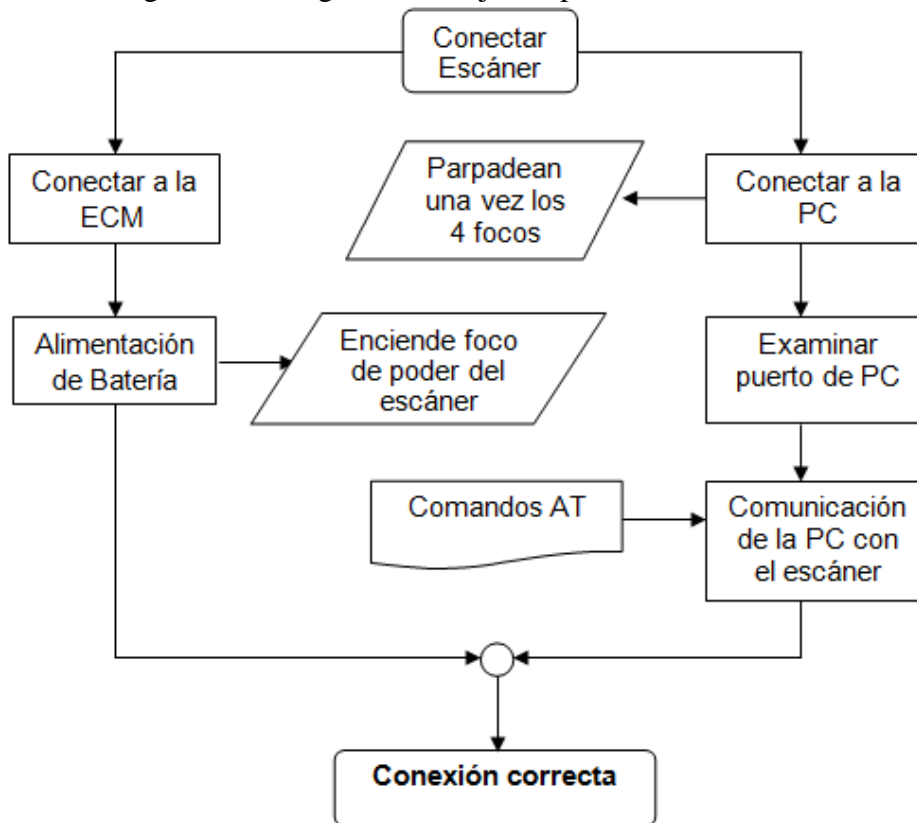 Conectar
Escáner
Conectar a la
ECM
Parpadean
una vez los
4 focos
Conectar a la
PC
Alimentación
de Batería
Enciende foco
de poder del
escáner
Examinar
puerto de PC
Comandos AT
Comunicación
de la PC con
el escáner
Conexión correcta